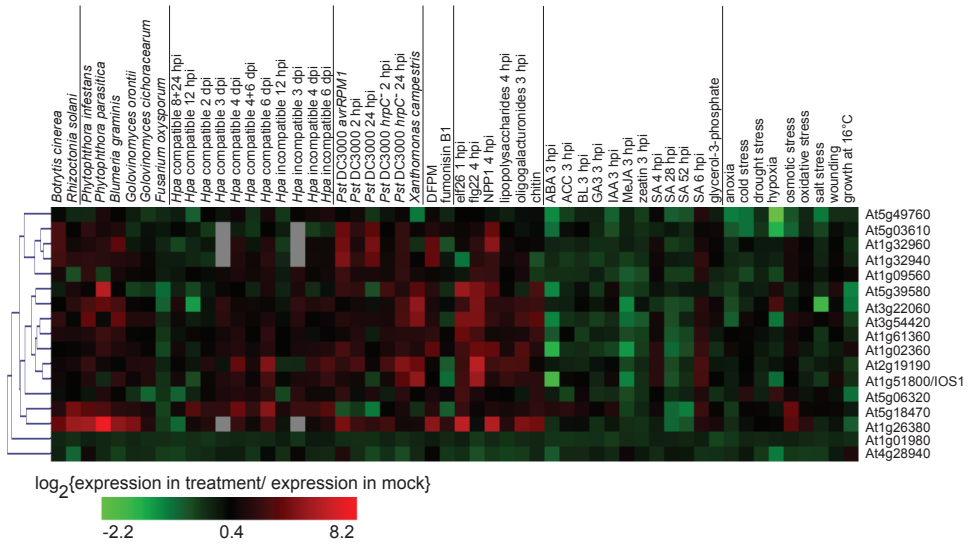 Botrytis cinerea
Rhizoctonia solani
Phytophthora infestans
Phytophthora parasitica
Blumeria graminis
Golovinomyces orontii
Golovinomyces cichoracearum
Fusarium oxysporum
Hpa compatible 8+24 hpi
Hpa compatible 12 hpi
Hpa compatible 2 dpi
Hpa compatible 3 dpi
Hpa compatible 4 dpi
Hpa compatible 4+6 dpi
Hpa compatible 6 dpi
Hpa incompatible 12 hpi
Hpa incompatible 3 dpi
Hpa incompatible 4 dpi
Hpa incompatible 6 dpi
Pst DC3000 avrRPM1
Pst DC3000 2 hpi
Pst DC3000 24 hpi
Pst DC3000 hrpC- 2 hpi
Pst DC3000 hrpC- 24 hpi
Xanthomonas campestris
DFPM
fumonisin B1
elf26 1 hpi
flg22 4 hpi
NPP1 4 hpi
lipopolysaccharides 4 hpi
oligogalacturonides 3 hpi
chitin
ABA 3 hpi
ACC 3 hpi
BL 3 hpi
GA3 3 hpi
IAA 3 hpi
MeJA 3 hpi
zeatin 3 hpi
SA 4 hpi
SA 28 hpi
SA 52 hpi
SA 6 hpi
glycerol-3-phosphate
anoxia
cold stress
drought stress
hypoxia
osmotic stress
oxidative stress
salt stress
wounding
growth at 16°C
At5g49760
At5g03610
At1g32960
At1g32940
At1g09560
At5g39580
At3g22060
At3g54420
At1g61360
At1g02360
At2g19190
At1g51800/IOS1
At5g06320
At5g18470
At1g26380
At1g01980
At4g28940
log2{expression in treatment/ expression in mock}
-2.2 0.4 8.2